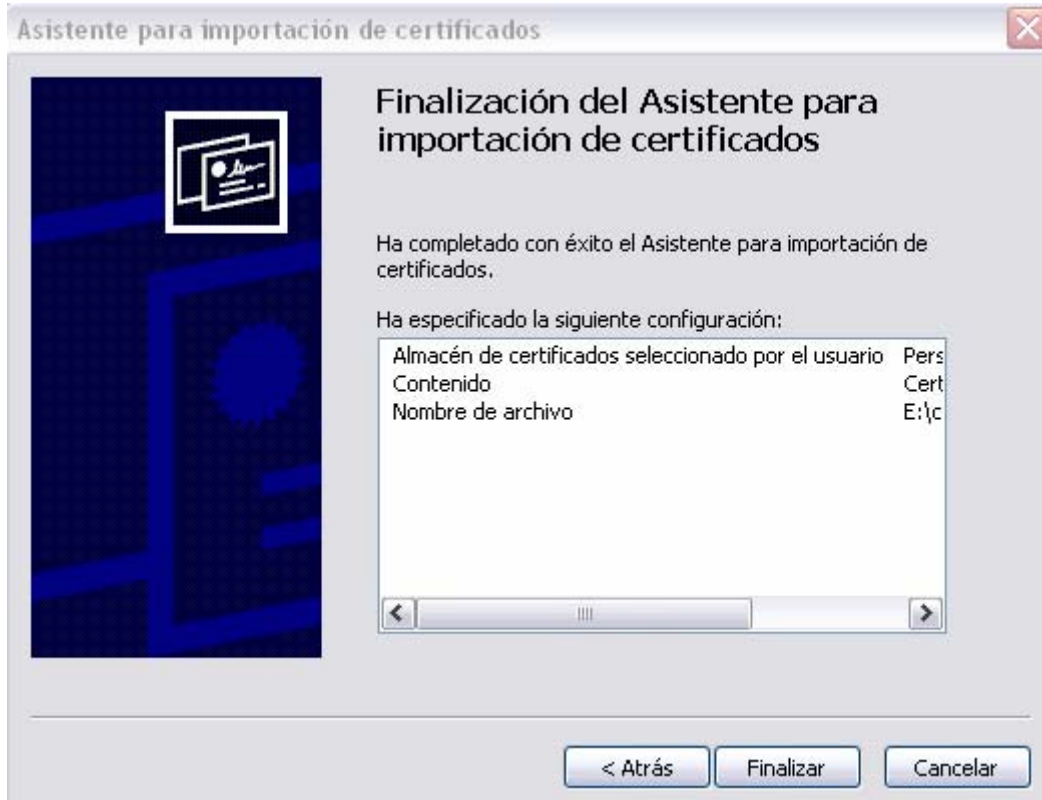 Asistente para importación de certificados
Finalización del Asistente para
importación de certificados
Ha completado con éxito el Asistente para importación de
certificados.
Ha especificado la siguiente configuración:
Almacén de certificados seleccionado por el usuario Pers
Contenido Cert
Nombre de archivo E:\c
< Atrás Finalizar Cancelar